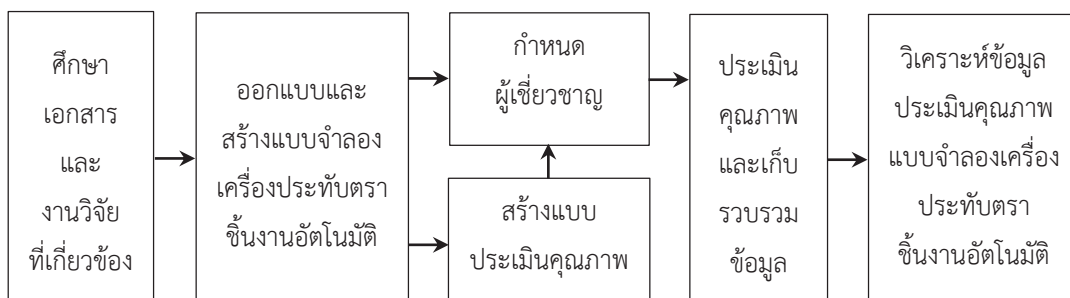 ศึกษา
เอกสาร
และ
งานวิจัย
ที่เกี่ยวข้อง
ออกแบบและ
สร้างแบบจำลอง
เครื่องประทับตรา
ชิ้นงานอัตโนมัติ
กำหนด
ผู้เชี่ยวชาญ
สร้างแบบ
ประเมินคุณภาพ
ประเมิน
คุณภาพ
และเก็บ
รวบรวม
ข้อมูล
วิเคราะห์ข้อมูล
ประเมินคุณภาพ
แบบจำลองเครื่อง
ประทับตรา
ชิ้นงานอัตโนมัติ